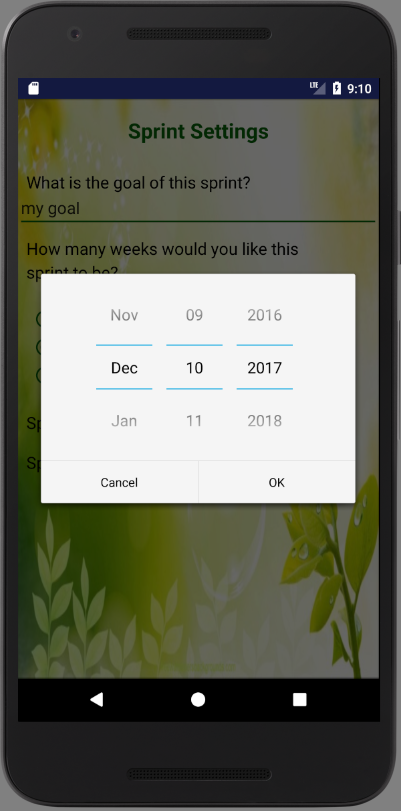 LTE 9:10
Sprint Settings
What is the goal of this sprint?
my goal
How many weeks would you like this
sprint to be?
Nov 09 2016
Dec 10 2017
Jan 11 2018
Cancel OK